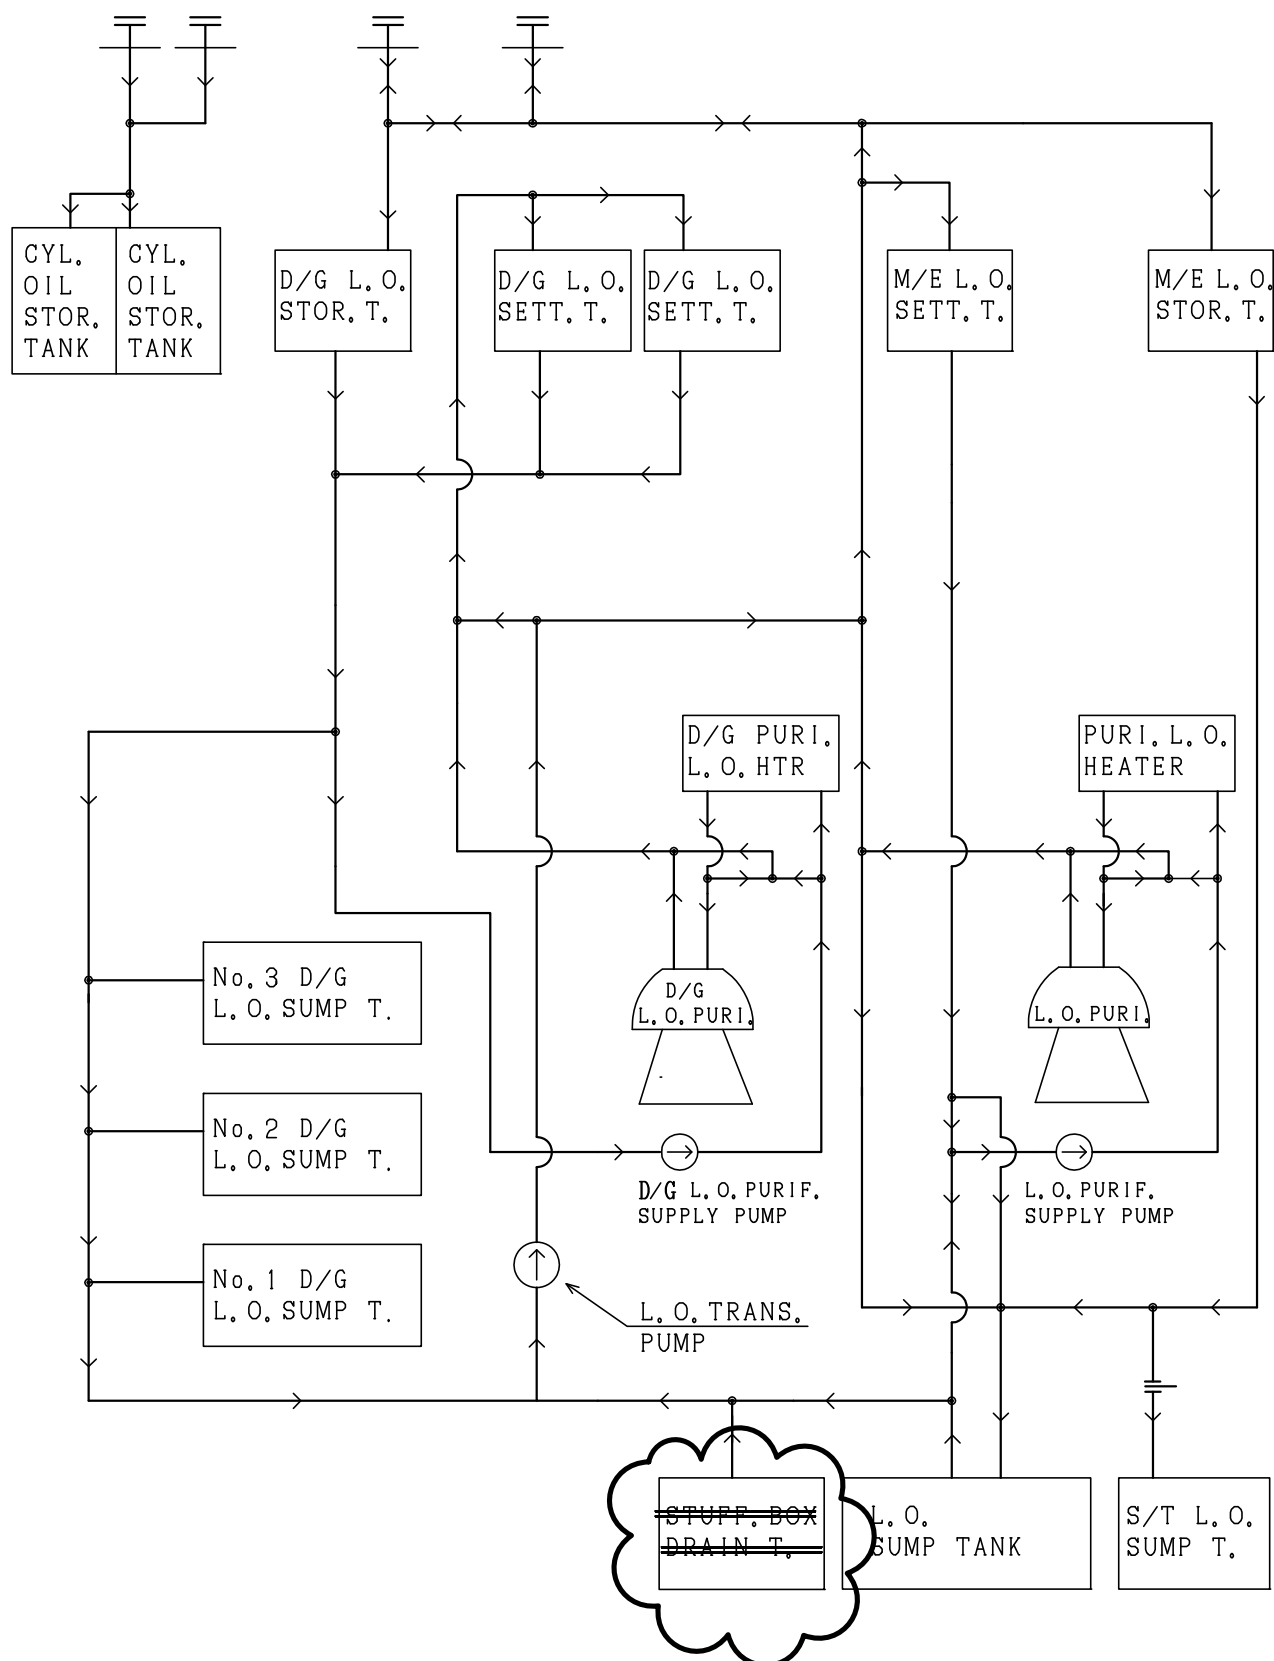 CYL.
OIL
STOR.
TANK
CYL.
OIL
STOR.
TANK
D/G L.O.
STOR.T.
D/G L.O.
SETT.T.
D/G L.O.
SETT.T.
M/E L.O.
SETT.T.
M/E L.O.
STOR.T.
D/G PURI.
L.O.HTR
PURI.L.O.
HEATER
No.3 D/G
L.O.SUMP T.
D/G
L.O.PURI.
L.O.PURI.
No.2 D/G
L.O.SUMP T.
D/G L.O.PURIF.
SUPPLY PUMP
L.O.PURIF.
SUPPLY PUMP
No.1 D/G
L.O.SUMP T.
L.O.TRANS.
PUMP
STUFF.BOX
DRAIN T.
L.O.
SUMP TANK
S/T L.O.
SUMP T.